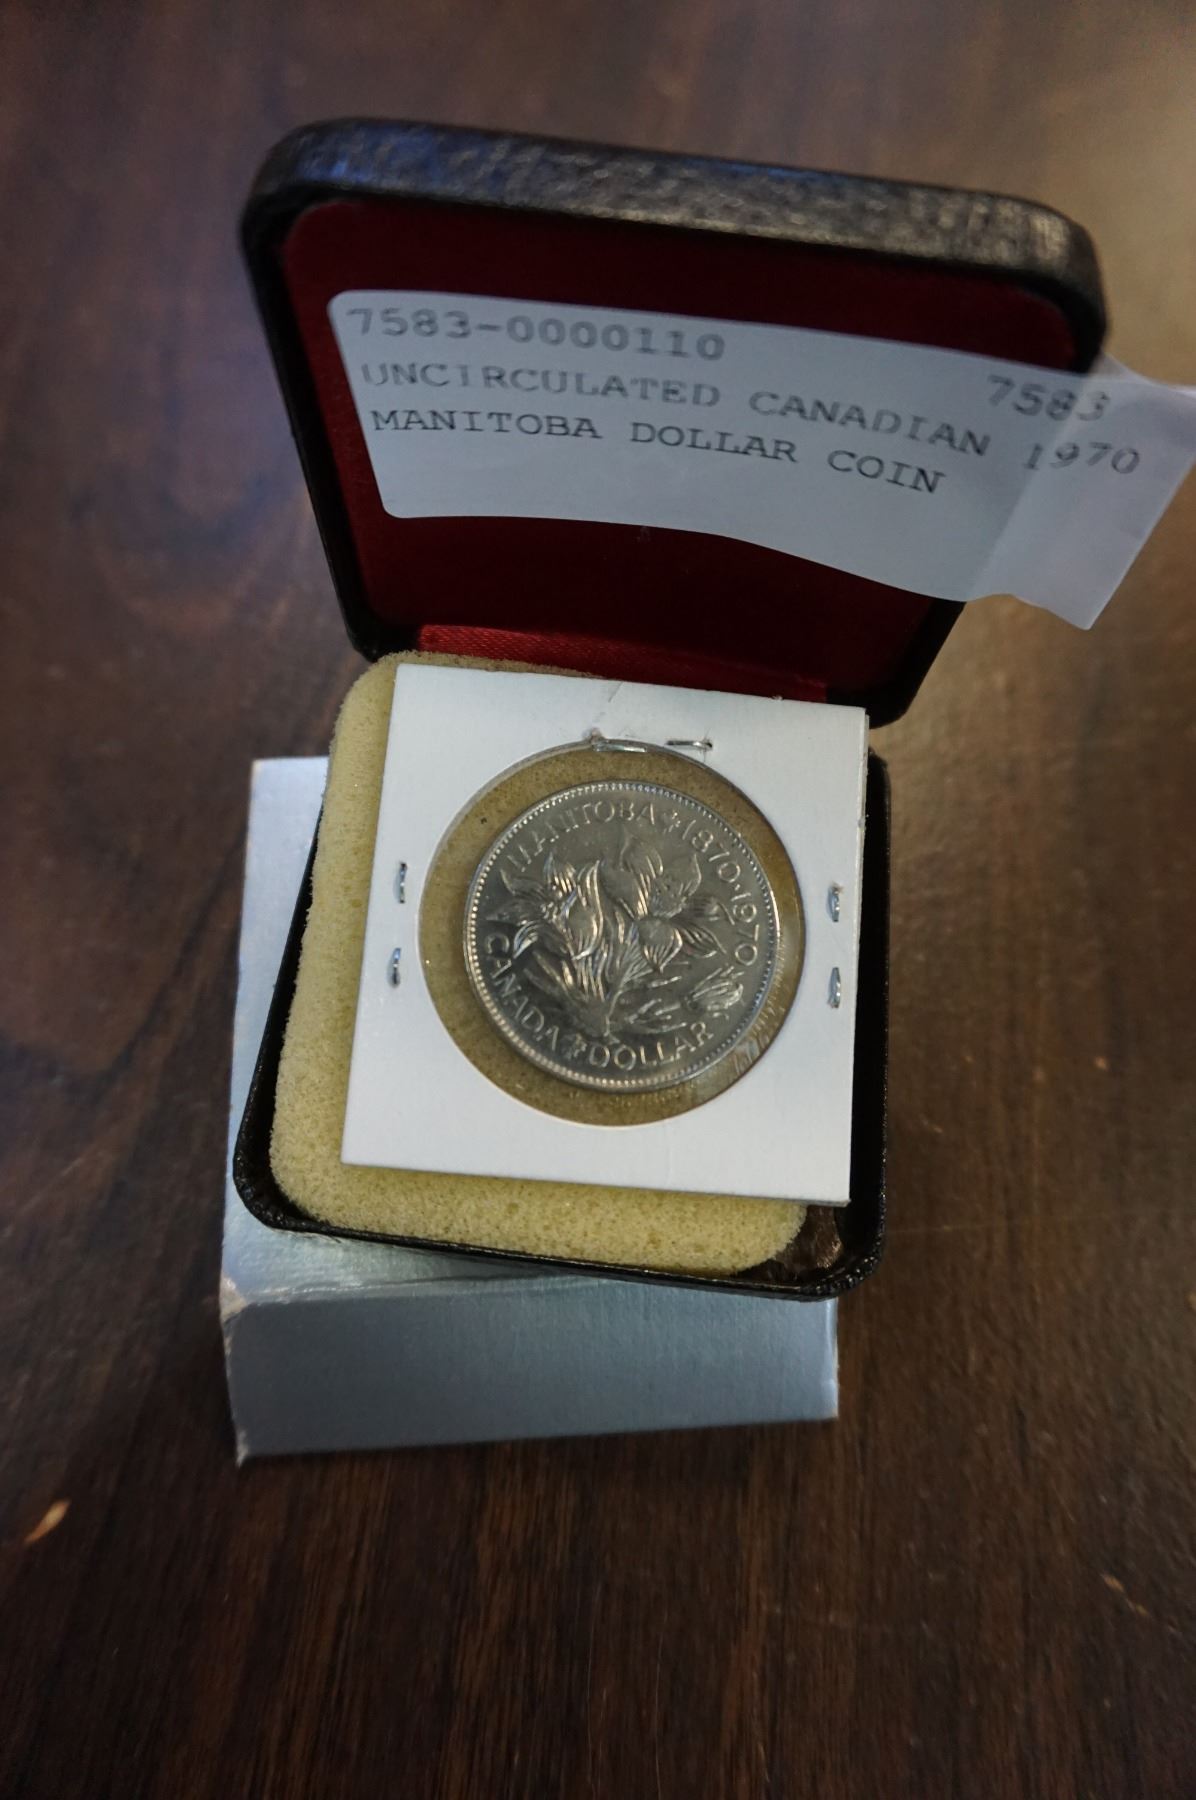 7583-0000110
7583
UNCIRCULATED CANADIAN 1970
MANITOBA DOLLAR COIN
MANITOBA 1870·1970
CANADA DOLLAR